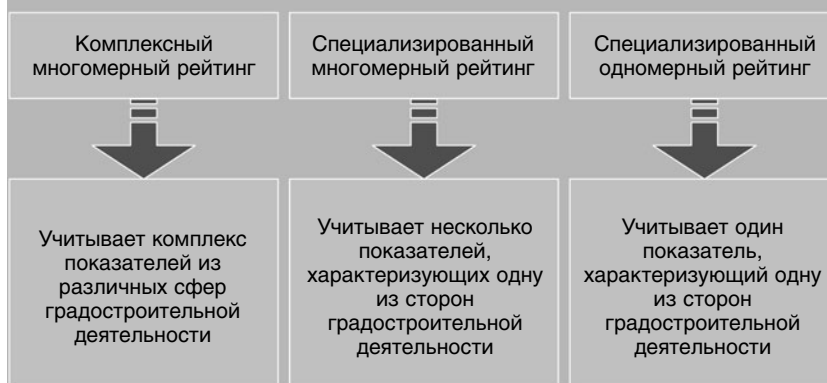 Комплексный
многомерный рейтинг
Специализированный
многомерный рейтинг
Специализированный
одномерный рейтинг
Учитывает комплекс
показателей из
различных сфер
градостроительной
деятельности
Учитывает несколько
показателей,
характеризующих одну
из сторон
градостроительной
деятельности
Учитывает один
показатель,
характеризующий одну
из сторон
градостроительной
деятельности